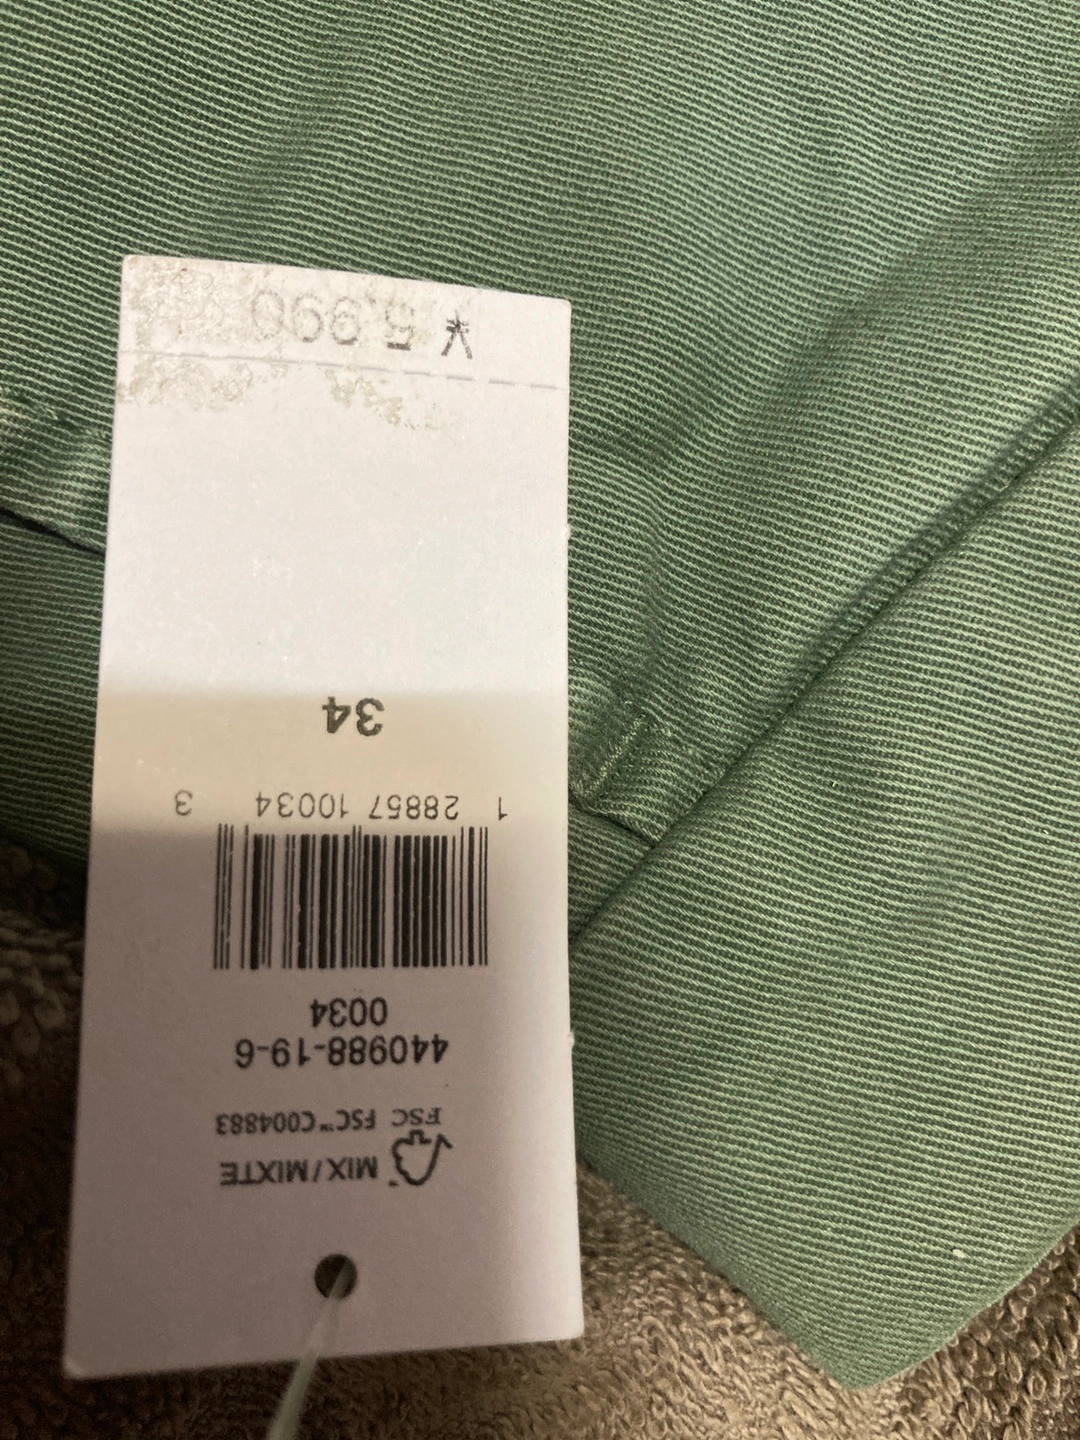 MIX/MIXTE
FSC FSC™ C004883
440988-19-6
0034
1 28857 10034 3
34
¥ 5,990